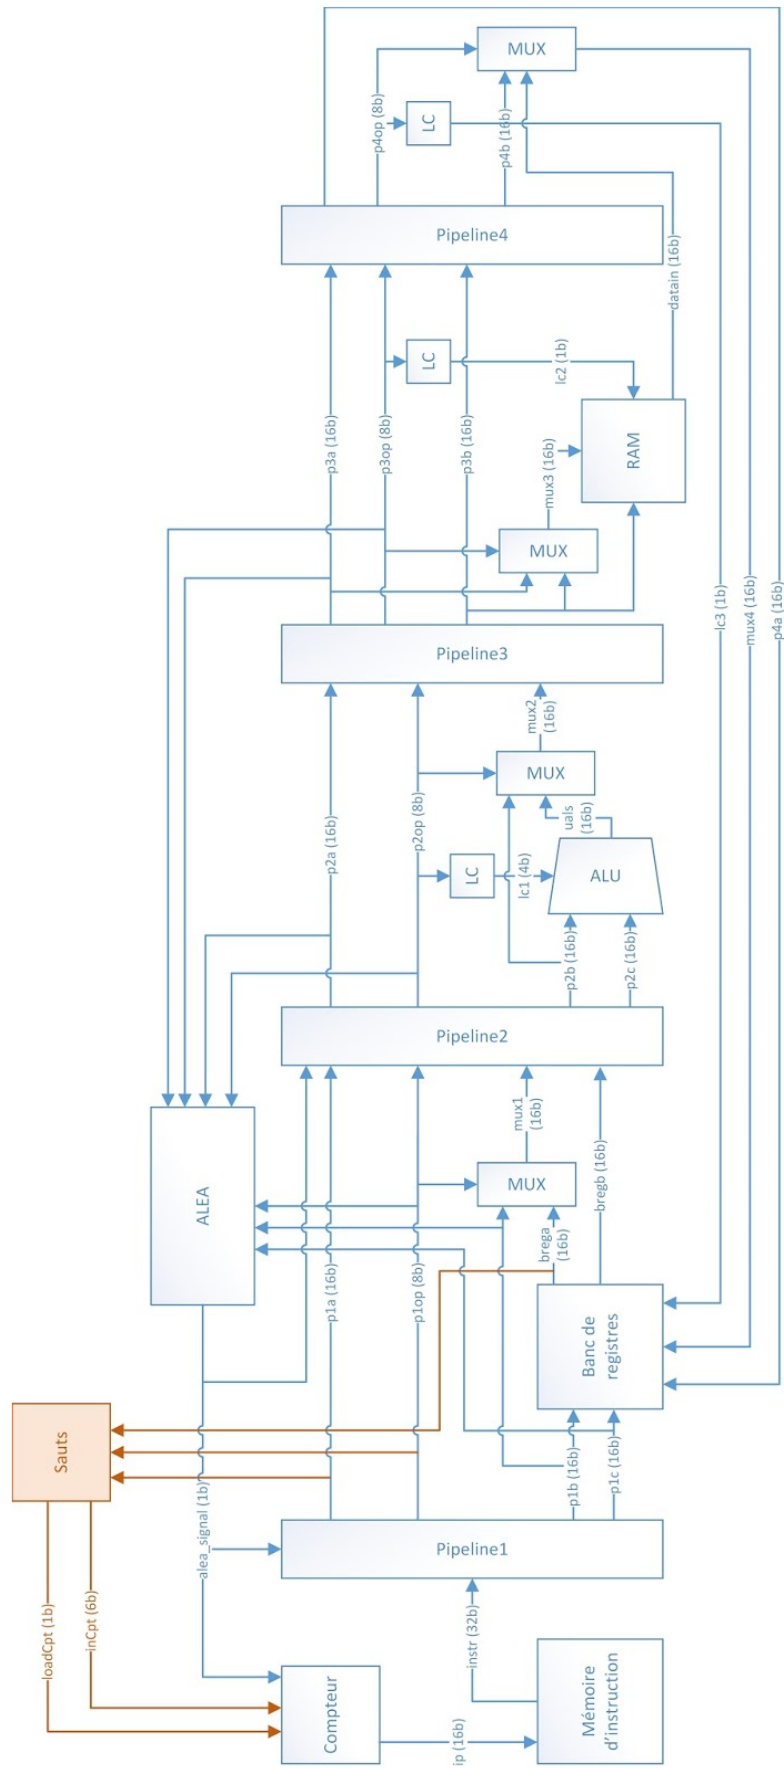 MUX
p4op (8b)
LC
p4b (16b)
Pipeline4
datain (16b)
p3a (16b)
p3op (8b)
LC
p3b (16b)
lc2 (1b)
mux3 (16b)
RAM
MUX
lc3 (1b)
mux4 (16b)
p4a (16b)
Pipeline3
mux2
(16b)
MUX
p2a (16b)
p2op (8b)
uals
(16b)
LC
lc1 (4b)
ALU
p2b (16b)
p2c (16b)
Pipeline2
ALEA
mux1
(16b)
MUX
bregb (16b)
brega
(16b)
p1a (16b)
p1op (8b)
Banc de
registres
Sauts
p1b (16b)
p1c (16b)
alea_signal (1b)
Pipeline1
loadCpt (1b)
inCpt (6b)
instr (32b)
Compteur
ip (16b)
Mémoire
d'instruction